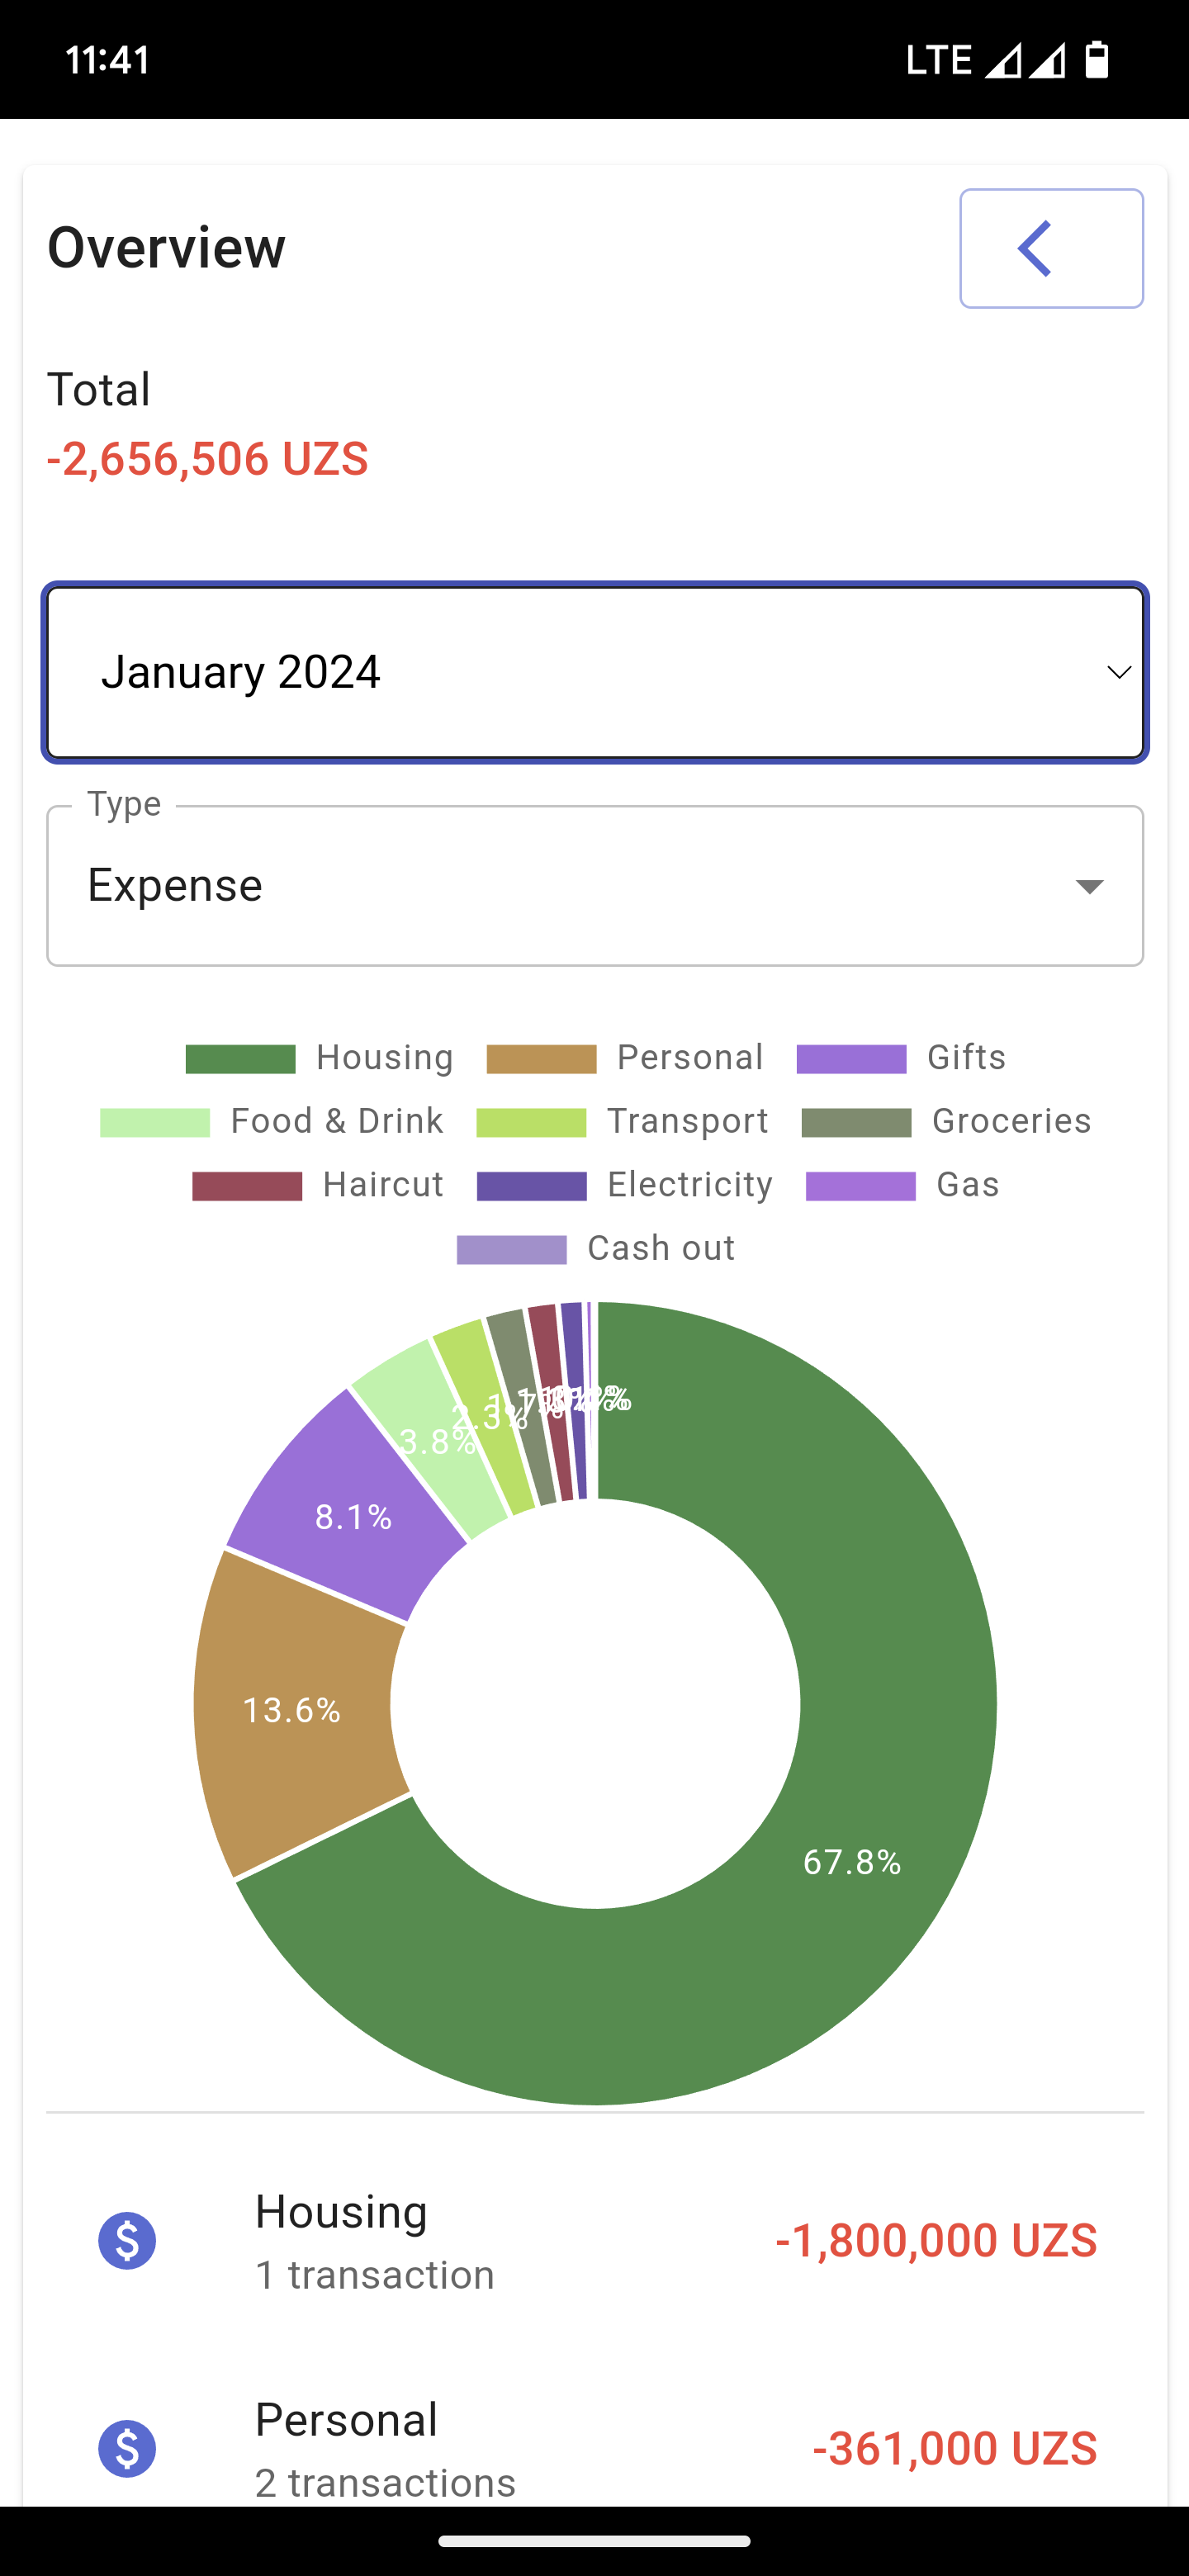 11:41 LTE
Overview
Total
-2,656,506 UZS
January 2024
Type
Expense
Housing Personal Gifts
Food & Drink Transport Groceries
Haircut Electricity Gas
Cash out
3.8%
2.3%
8.1%
13.6%
67.8%
Housing
1 transaction
-1,800,000 UZS
Personal
2 transactions
-361,000 UZS